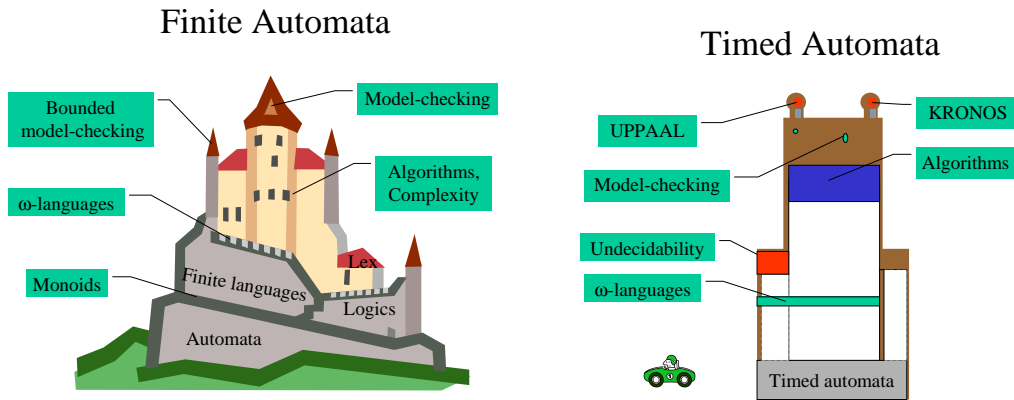 Finite Automata
Bounded
model-checking
Model-checking
Algorithms,
Complexity
ω-languages
Monoids
Finite languages
Lex
Logics
Automata
Timed Automata
UPPAAL
KRONOS
Model-checking
Algorithms
Undecidability
ω-languages
Timed automata